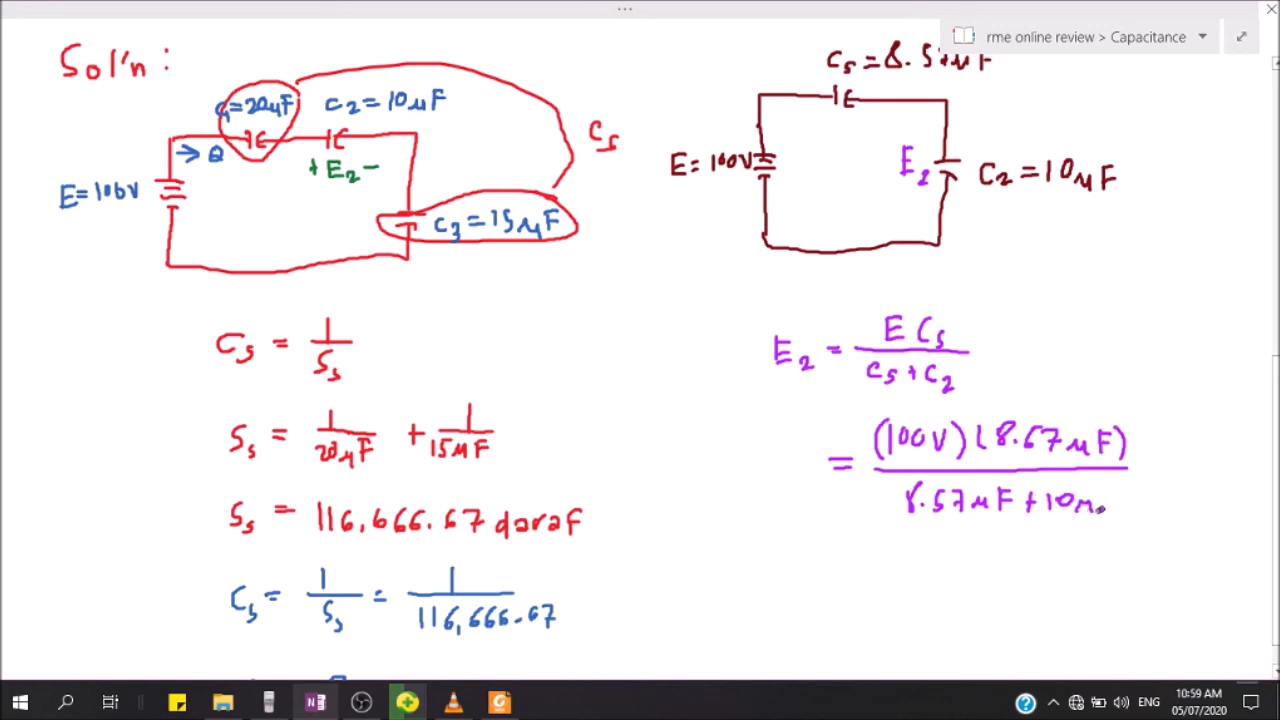 rme online review > Capacitance
Sol'n :
C1=20μF C2=10μF
→ Q
+ E2 -
E=100V
C3=15μF
Cs
Cs = 8.57μF
E=100V
E2
C2=10μF
Cs = 1/Ss
Ss = 1/20μF + 1/15μF
Ss = 116,666.67 daraf
Cs = 1/Ss = 1/116,666.67
E2 = E Cs / Cs + C2
= (100V)(8.57μF) / 8.57μF + 10μ
ENG
10:59 AM
05/07/2020